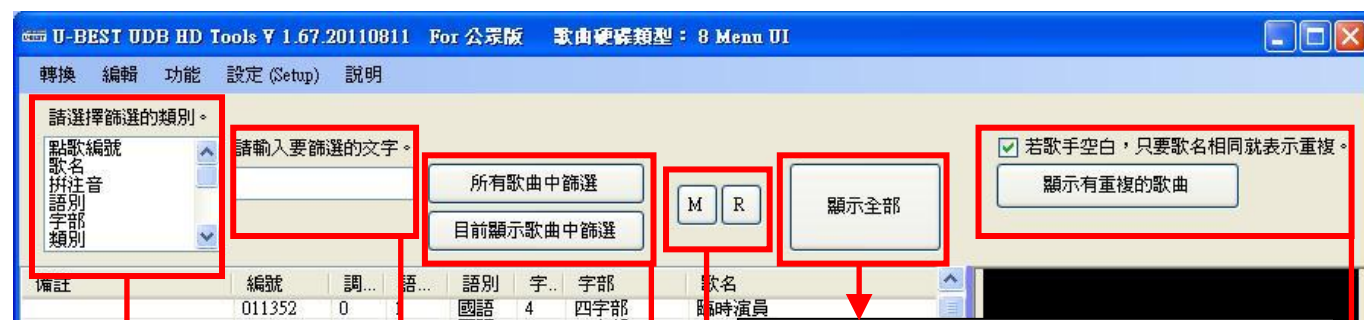 U-BEST UDB HD Tools V 1.67.20110811 For 公眾版 歌曲硬碟類型： 8 Menu UI
轉換 編輯 功能 設定 (Setup) 說明
請選擇篩選的類別。
點歌編號
歌名
拼注音
語別
字部
類別
請輸入要篩選的文字。
所有歌曲中篩選
目前顯示歌曲中篩選
M R
顯示全部
若歌手空白，只要歌名相同就表示重複。
顯示有重複的歌曲
備註 編號 調... 語... 語別 字.. 字部 歌名
011352 0 國語 4 四字部 臨時演員